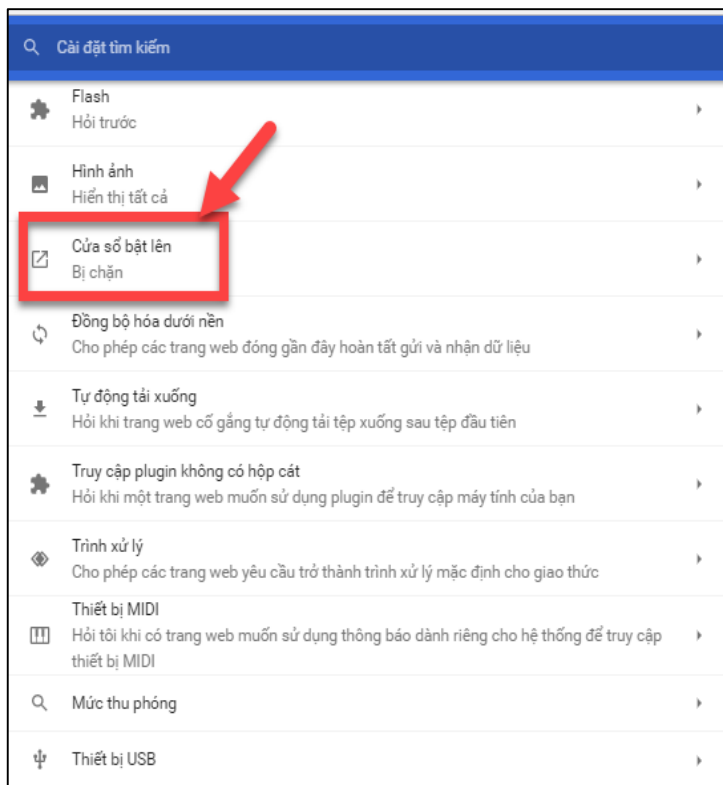 Cài đặt tìm kiếm
Flash
Hỏi trước
Hình ảnh
Hiển thị tất cả
Cửa sổ bật lên
Bị chặn
Đồng bộ hóa dưới nền
Cho phép các trang web đóng gần đây hoàn tất gửi và nhận dữ liệu
Tự động tải xuống
Hỏi khi trang web cố gắng tự động tải tệp xuống sau tệp đầu tiên
Truy cập plugin không có hộp cát
Hỏi khi một trang web muốn sử dụng plugin để truy cập máy tính của bạn
Trình xử lý
Cho phép các trang web yêu cầu trở thành trình xử lý mặc định cho giao thức
Thiết bị MIDI
Hỏi tôi khi có trang web muốn sử dụng thông báo dành riêng cho hệ thống để truy cập
thiết bị MIDI
Mức thu phóng
Thiết bị USB